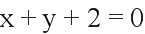 x + y + 2 = 0